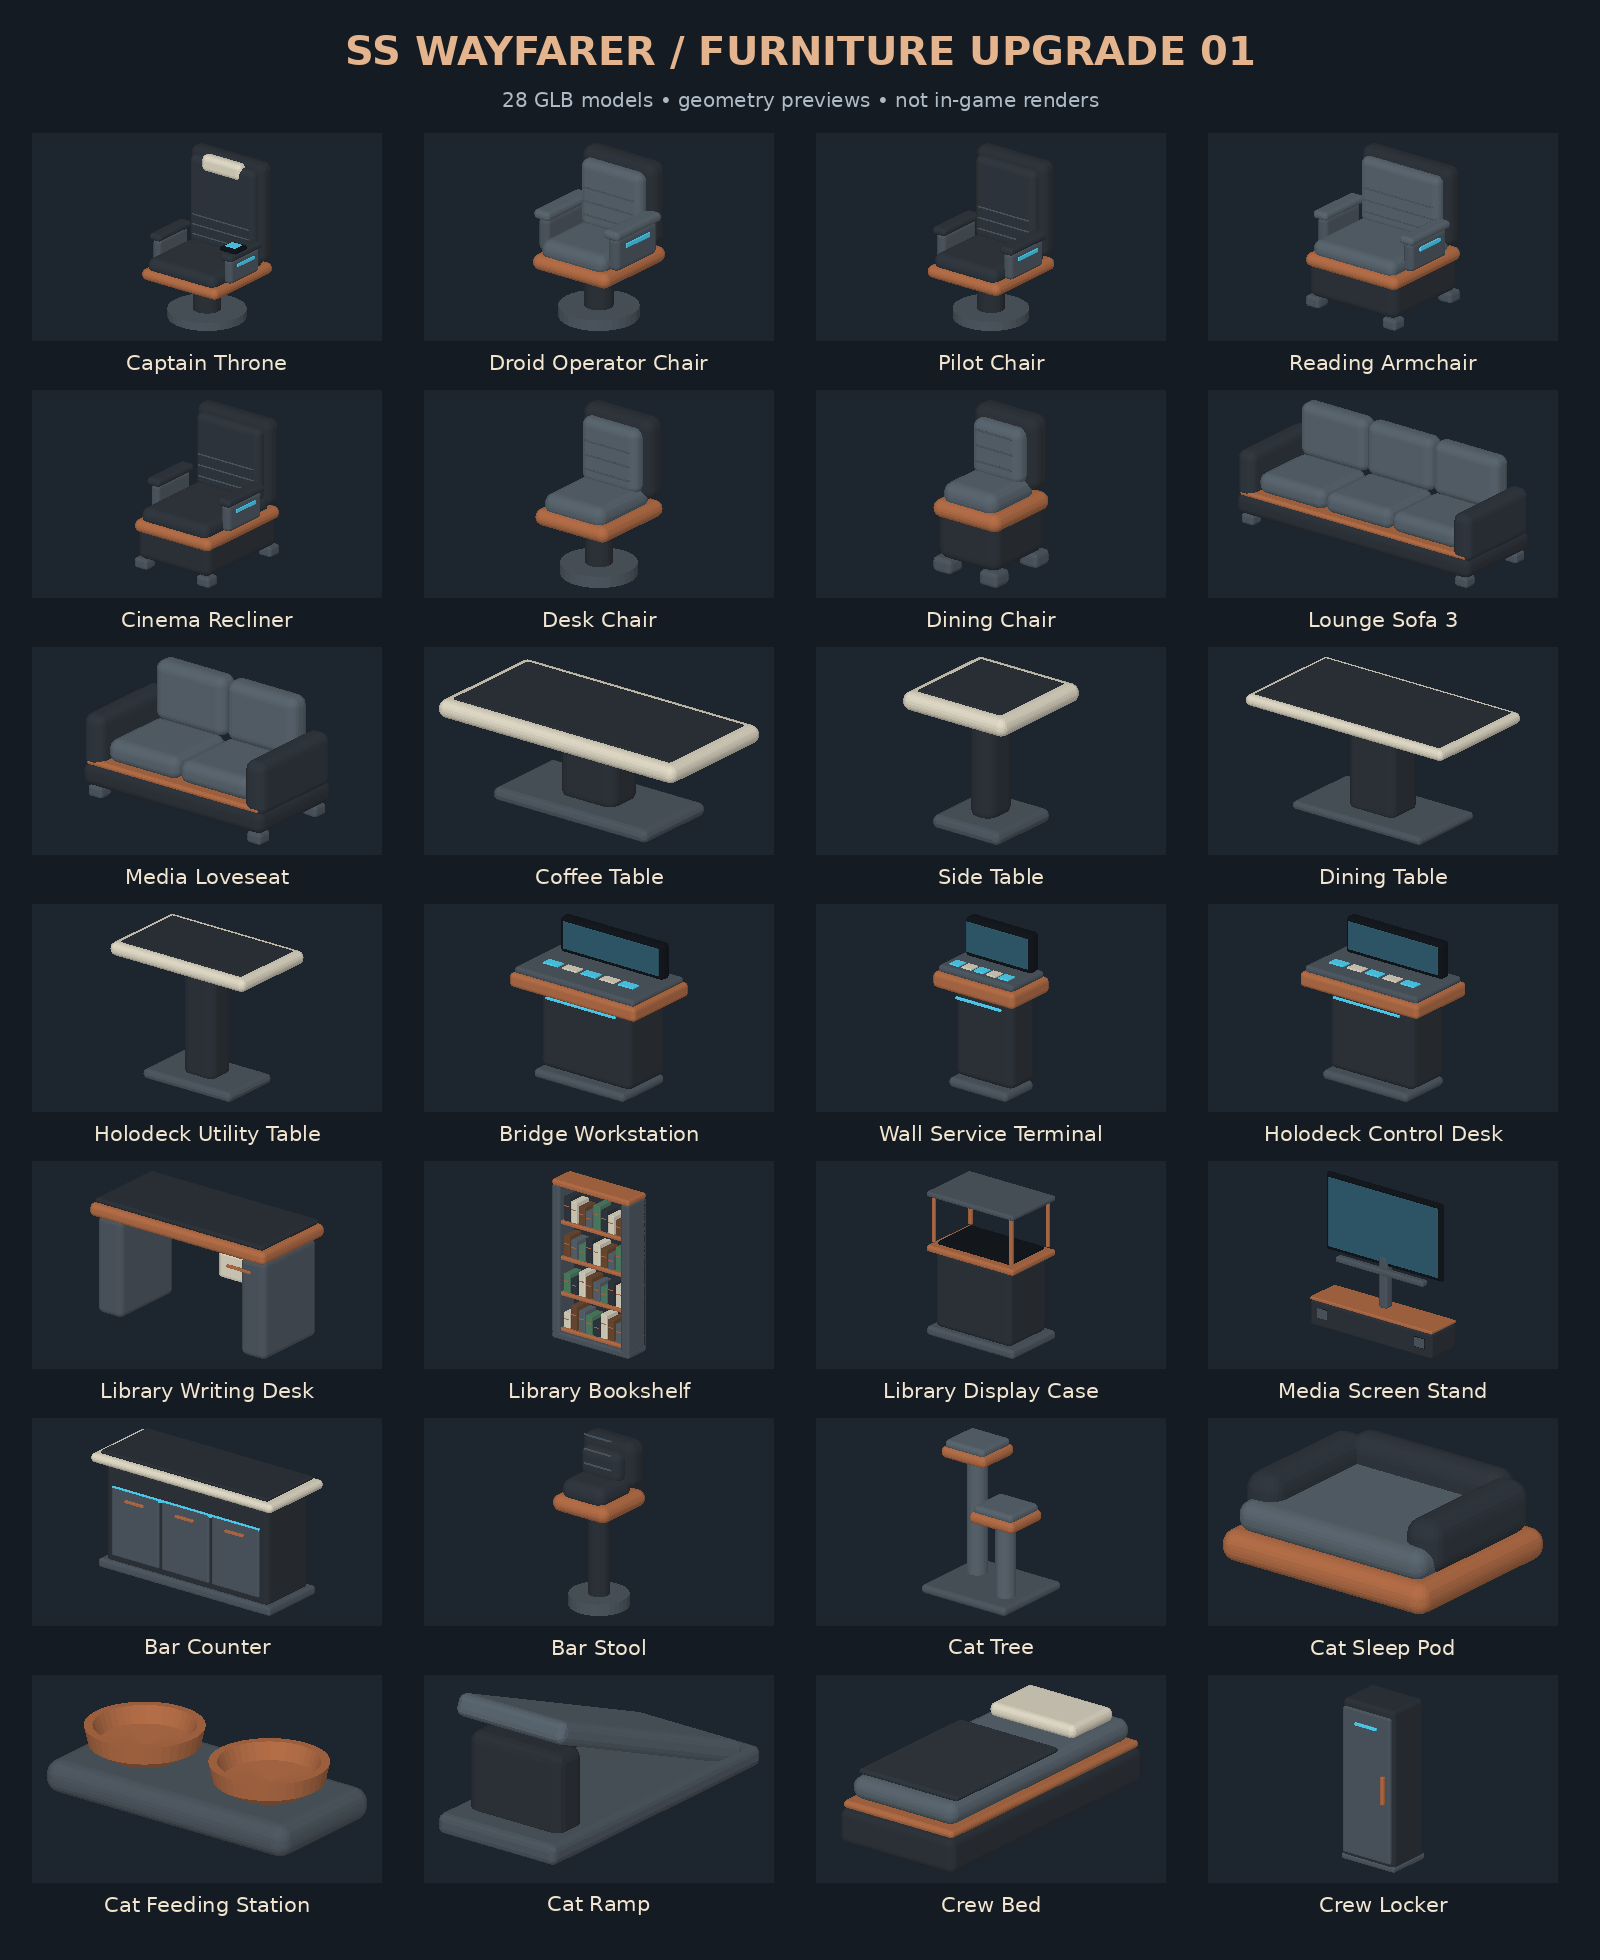 SS WAYFARER / FURNITURE UPGRADE 01
28 GLB models • geometry previews • not in-game renders
Captain Throne
Droid Operator Chair
Pilot Chair
Reading Armchair
Cinema Recliner
Desk Chair
Dining Chair
Lounge Sofa 3
Media Loveseat
Coffee Table
Side Table
Dining Table
Holodeck Utility Table
Bridge Workstation
Wall Service Terminal
Holodeck Control Desk
Library Writing Desk
Library Bookshelf
Library Display Case
Media Screen Stand
Bar Counter
Bar Stool
Cat Tree
Cat Sleep Pod
Cat Feeding Station
Cat Ramp
Crew Bed
Crew Locker